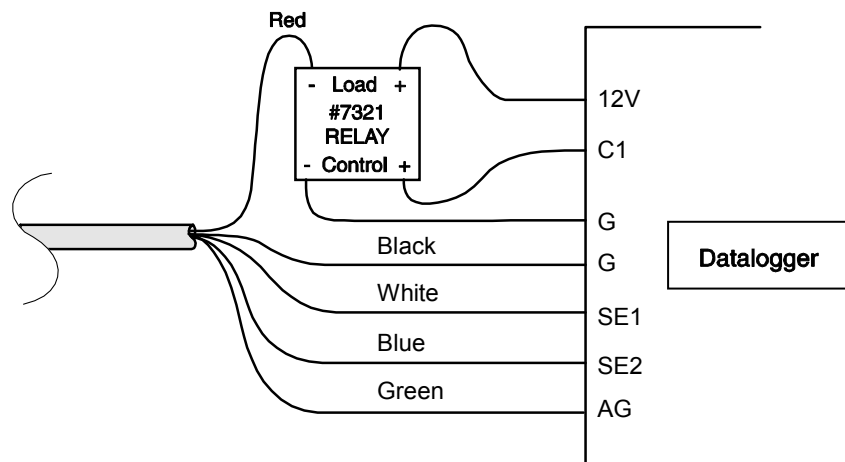 Red
- Load +
#7321
RELAY
- Control +
12V
C1
G
Black
G
White
SE1
Blue
SE2
Green
AG
Datalogger